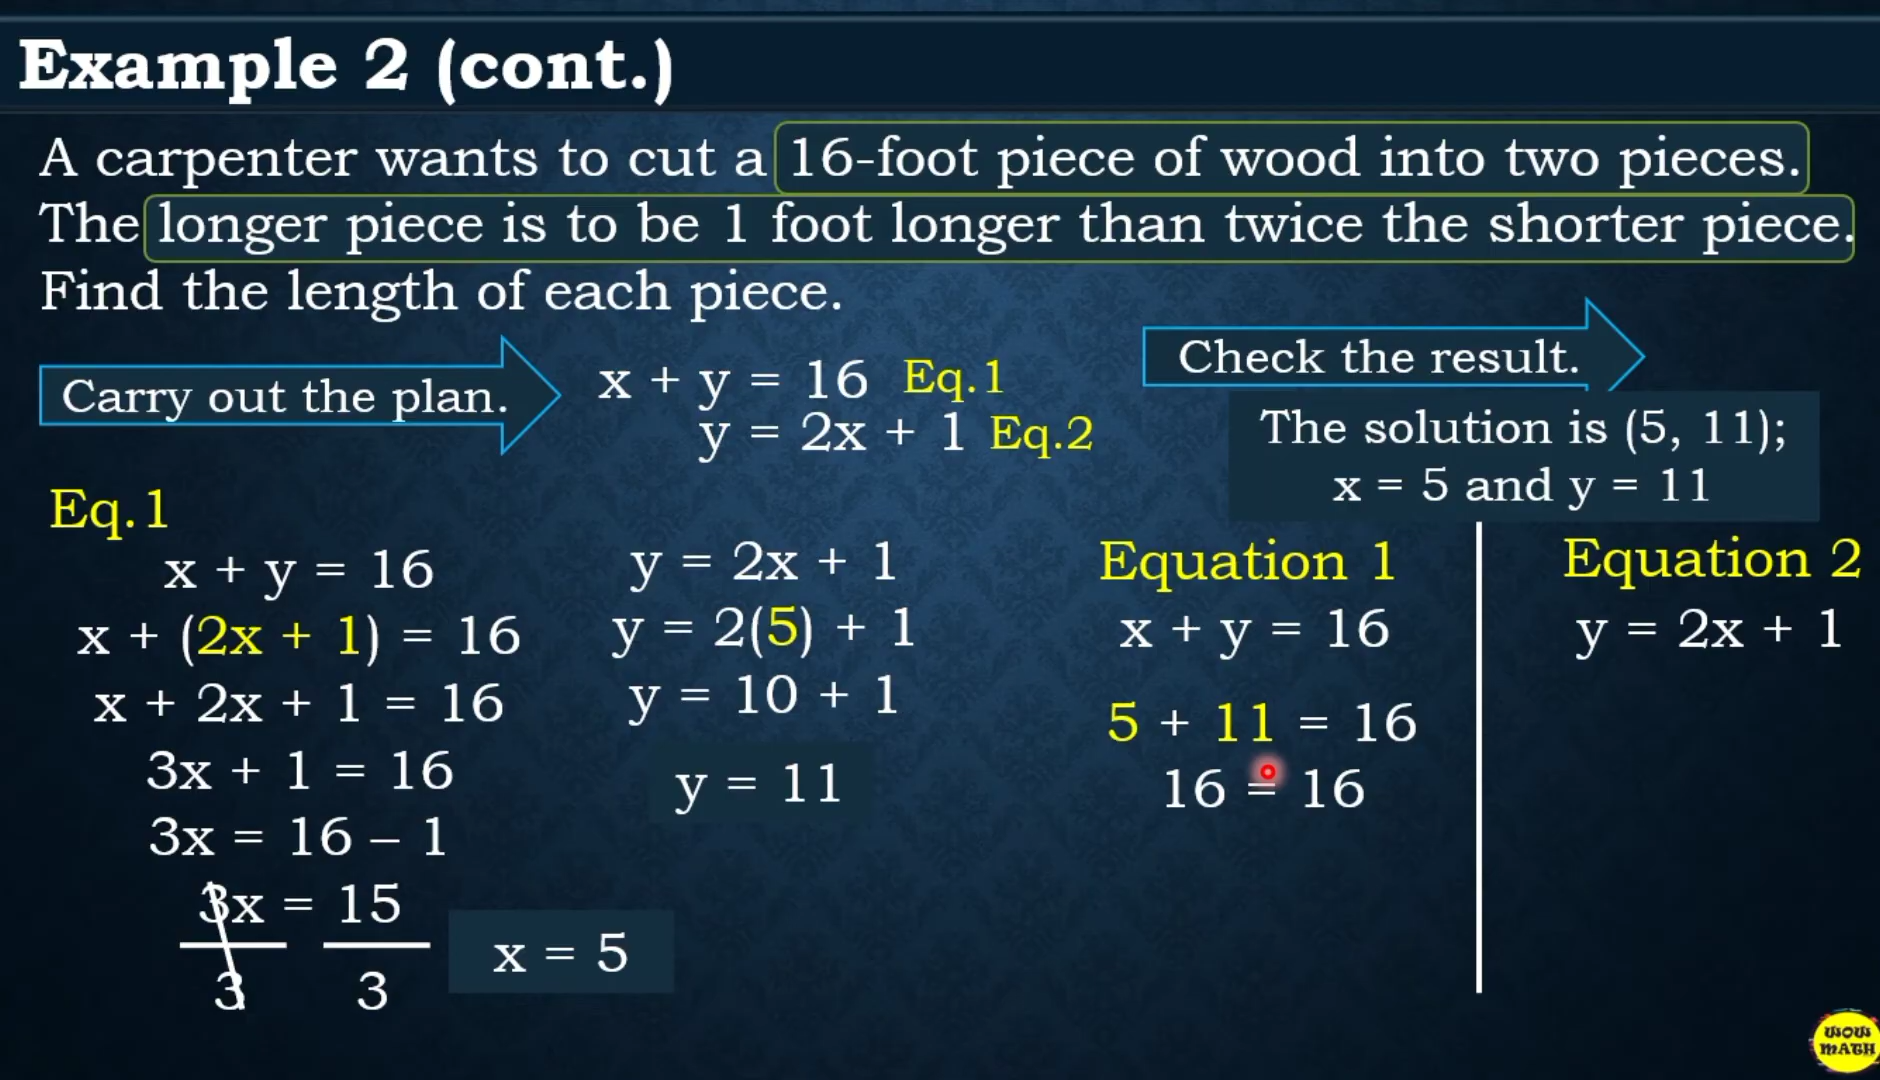 Example 2 (cont.)
A carpenter wants to cut a 16-foot piece of wood into two pieces.
The longer piece is to be 1 foot longer than twice the shorter piece.
Find the length of each piece.
Carry out the plan.
x + y = 16 Eq.1
y = 2x + 1 Eq.2
Eq.1
x + y = 16
x + (2x + 1) = 16
x + 2x + 1 = 16
3x + 1 = 16
3x = 16 – 1
3x = 15
3 3
x = 5
y = 2x + 1
y = 2(5) + 1
y = 10 + 1
y = 11
Check the result.
The solution is (5, 11);
x = 5 and y = 11
Equation 1
x + y = 16
5 + 11 = 16
16 = 16
Equation 2
y = 2x + 1
WOW
MATH